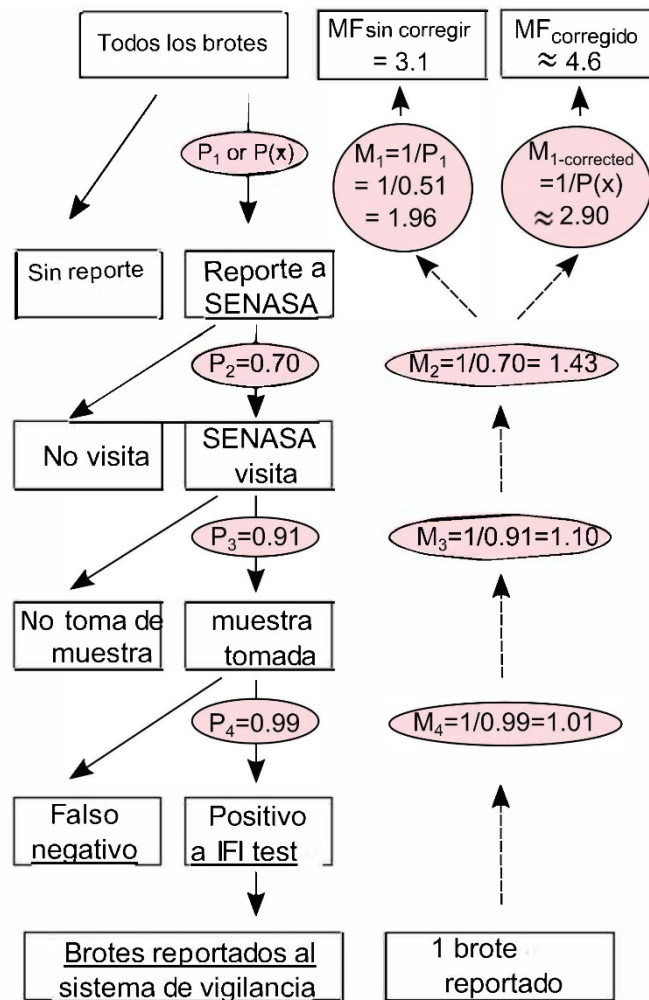 Todos los brotes
P1 or P(x̄)
Sin reporte
Reporte a
SENASA
P2=0.70
No visita
SENASA
visita
P3=0.91
No toma de
muestra
muestra
tomada
P4=0.99
Falso
negativo
Positivo
a IFI test
Brotes reportados al
sistema de vigilancia
MFsin corregir
= 3.1
MFcorregido
≈ 4.6
M1=1/P1
= 1/0.51
= 1.96
M1-corrected
=1/P(x)
≈ 2.90
M2=1/0.70= 1.43
M3=1/0.91=1.10
M4=1/0.99=1.01
1 brote
reportado